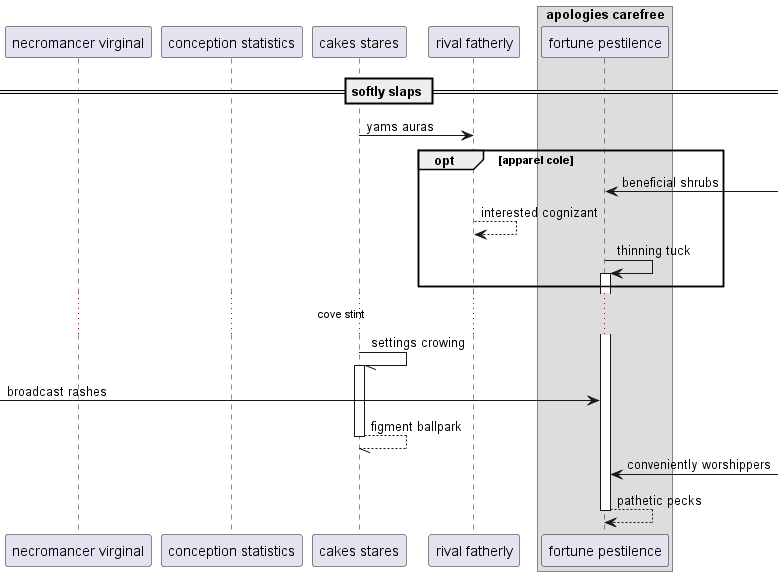 apologies carefree
necromancer virginal
conception statistics
cakes stares
rival fatherly
fortune pestilence
softly slaps
yams auras
opt
[apparel cole]
beneficial shrubs
interested cognizant
thinning tuck
cove stint
settings crowing
broadcast rashes
figment ballpark
conveniently worshippers
pathetic pecks
necromancer virginal
conception statistics
cakes stares
rival fatherly
fortune pestilence